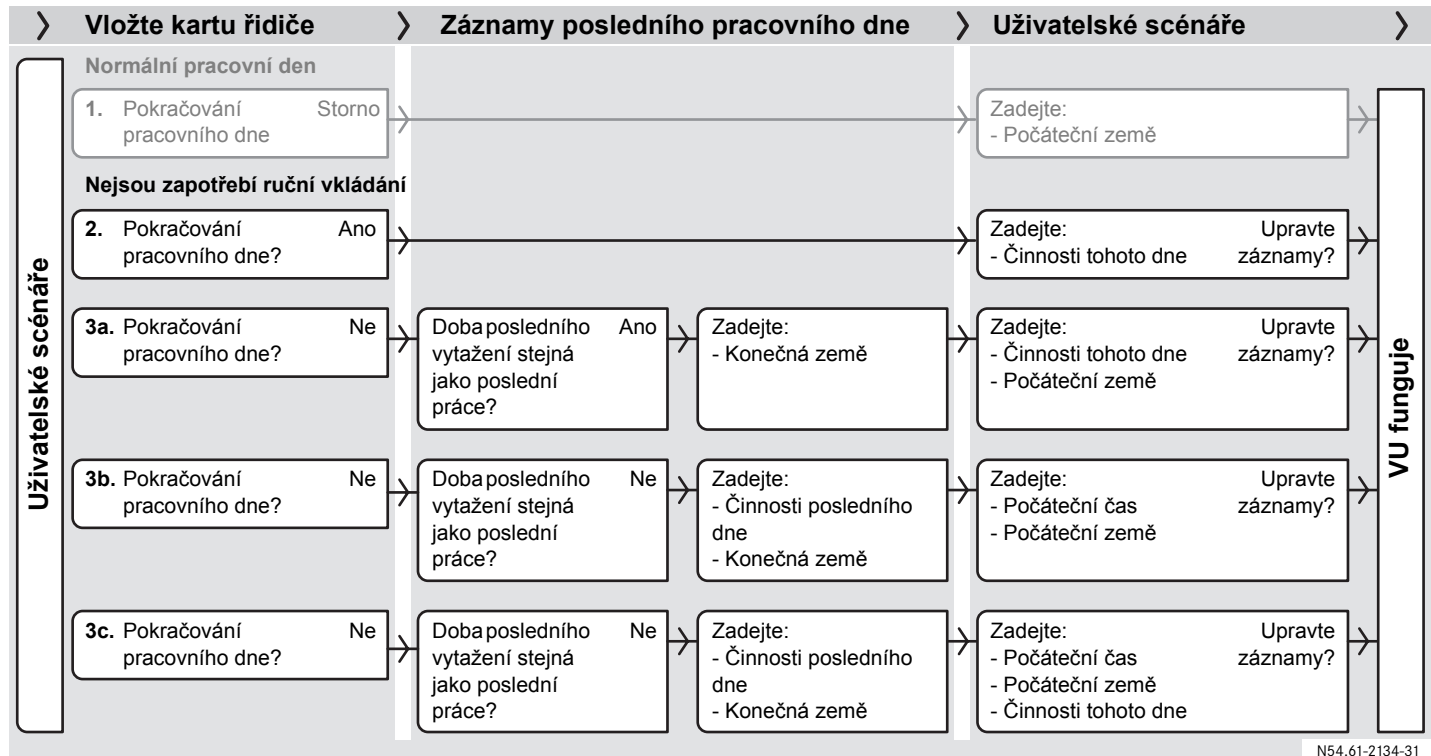 Vložte kartu řidiče
Záznamy posledního pracovního dne
Uživatelské scénáře
Uživatelské scénáře
Normální pracovní den
1. Pokračování Storno
pracovního dne
Zadejte:
- Počáteční země
Nejsou zapotřebí ruční vkládání
2. Pokračování Ano
pracovního dne?
Zadejte: Upravte
- Činnosti tohoto dne záznamy?
3a. Pokračování Ne
pracovního dne?
Doba posledního Ano
vytažení stejná
jako poslední
práce?
Zadejte:
- Konečná země
Zadejte: Upravte
- Činnosti tohoto dne záznamy?
- Počáteční země
3b. Pokračování Ne
pracovního dne?
Doba posledního Ne
vytažení stejná
jako poslední
práce?
Zadejte:
- Činnosti posledního
dne
- Konečná země
Zadejte: Upravte
- Počáteční čas záznamy?
- Počáteční země
3c. Pokračování Ne
pracovního dne?
Doba posledního Ne
vytažení stejná
jako poslední
práce?
Zadejte:
- Činnosti posledního
dne
- Konečná země
Zadejte: Upravte
- Počáteční čas záznamy?
- Počáteční země
- Činnosti tohoto dne
VU funguje
N54.61-2134-31